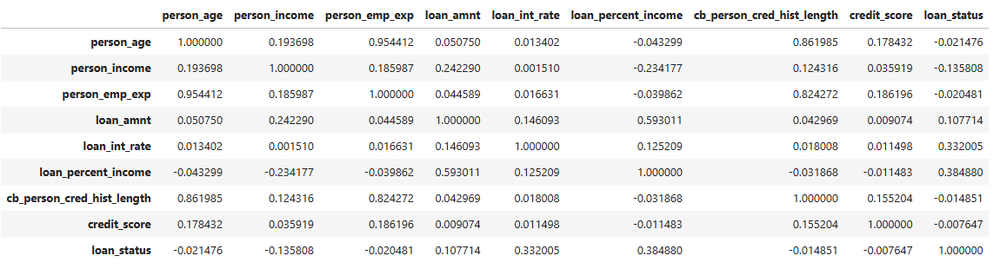 person_age person_income person_emp_exp loan_amnt loan_int_rate loan_percent_income cb_person_cred_hist_length credit_score loan_status
person_age 1.000000 0.193698 0.954412 0.050750 0.013402 -0.043299 0.861985 0.178432 -0.021476
person_income 0.193698 1.000000 0.185987 0.242290 0.001510 -0.234177 0.124316 0.035919 -0.135808
person_emp_exp 0.954412 0.185987 1.000000 0.044589 0.016631 -0.039862 0.824272 0.186196 -0.020481
loan_amnt 0.050750 0.242290 0.044589 1.000000 0.146093 0.593011 0.042969 0.009074 0.107714
loan_int_rate 0.013402 0.001510 0.016631 0.146093 1.000000 0.125209 0.018008 0.011498 0.332005
loan_percent_income -0.043299 -0.234177 -0.039862 0.593011 0.125209 1.000000 -0.031868 -0.011483 0.384880
cb_person_cred_hist_length 0.861985 0.124316 0.824272 0.042969 0.018008 -0.031868 1.000000 0.155204 -0.014851
credit_score 0.178432 0.035919 0.186196 0.009074 0.011498 -0.011483 0.155204 1.000000 -0.007647
loan_status -0.021476 -0.135808 -0.020481 0.107714 0.332005 0.384880 -0.014851 -0.007647 1.000000